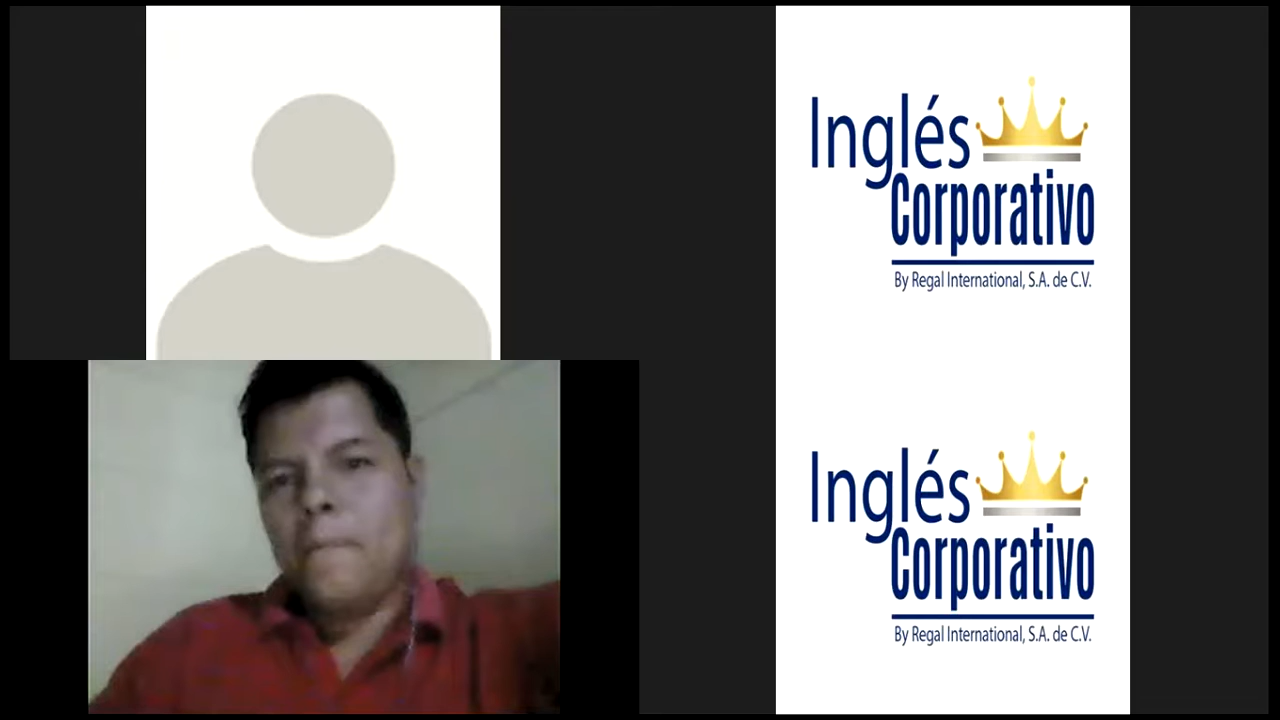 Inglés
Corporativo
By Regal International, S.A. de C.V.
Inglés
Corporativo
By Regal International, S.A. de C.V.